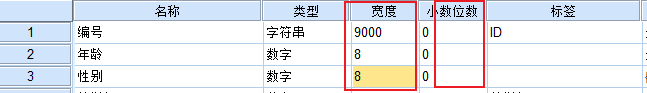 名称 类型 宽度 小数位数 标签
1 编号 字符串 9000 0 ID
2 年龄 数字 8 0
3 性别 数字 8 0